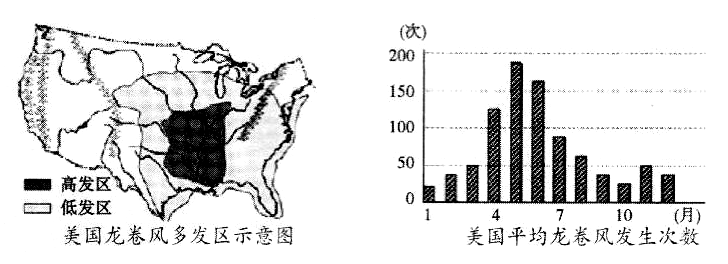 高发区
低发区
美国龙卷风多发区示意图
(次)
200
150
100
50
0
1 4 7 10 (月)
美国平均龙卷风发生次数